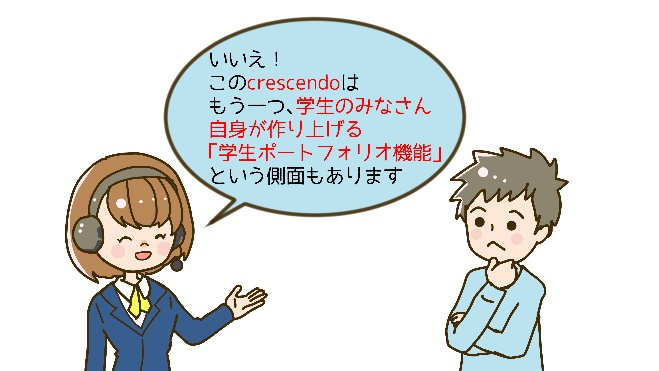 いいえ！
このcrescendoは
もう一つ、学生のみなさん
自身が作り上げる
「学生ポートフォリオ機能」
という側面もあります